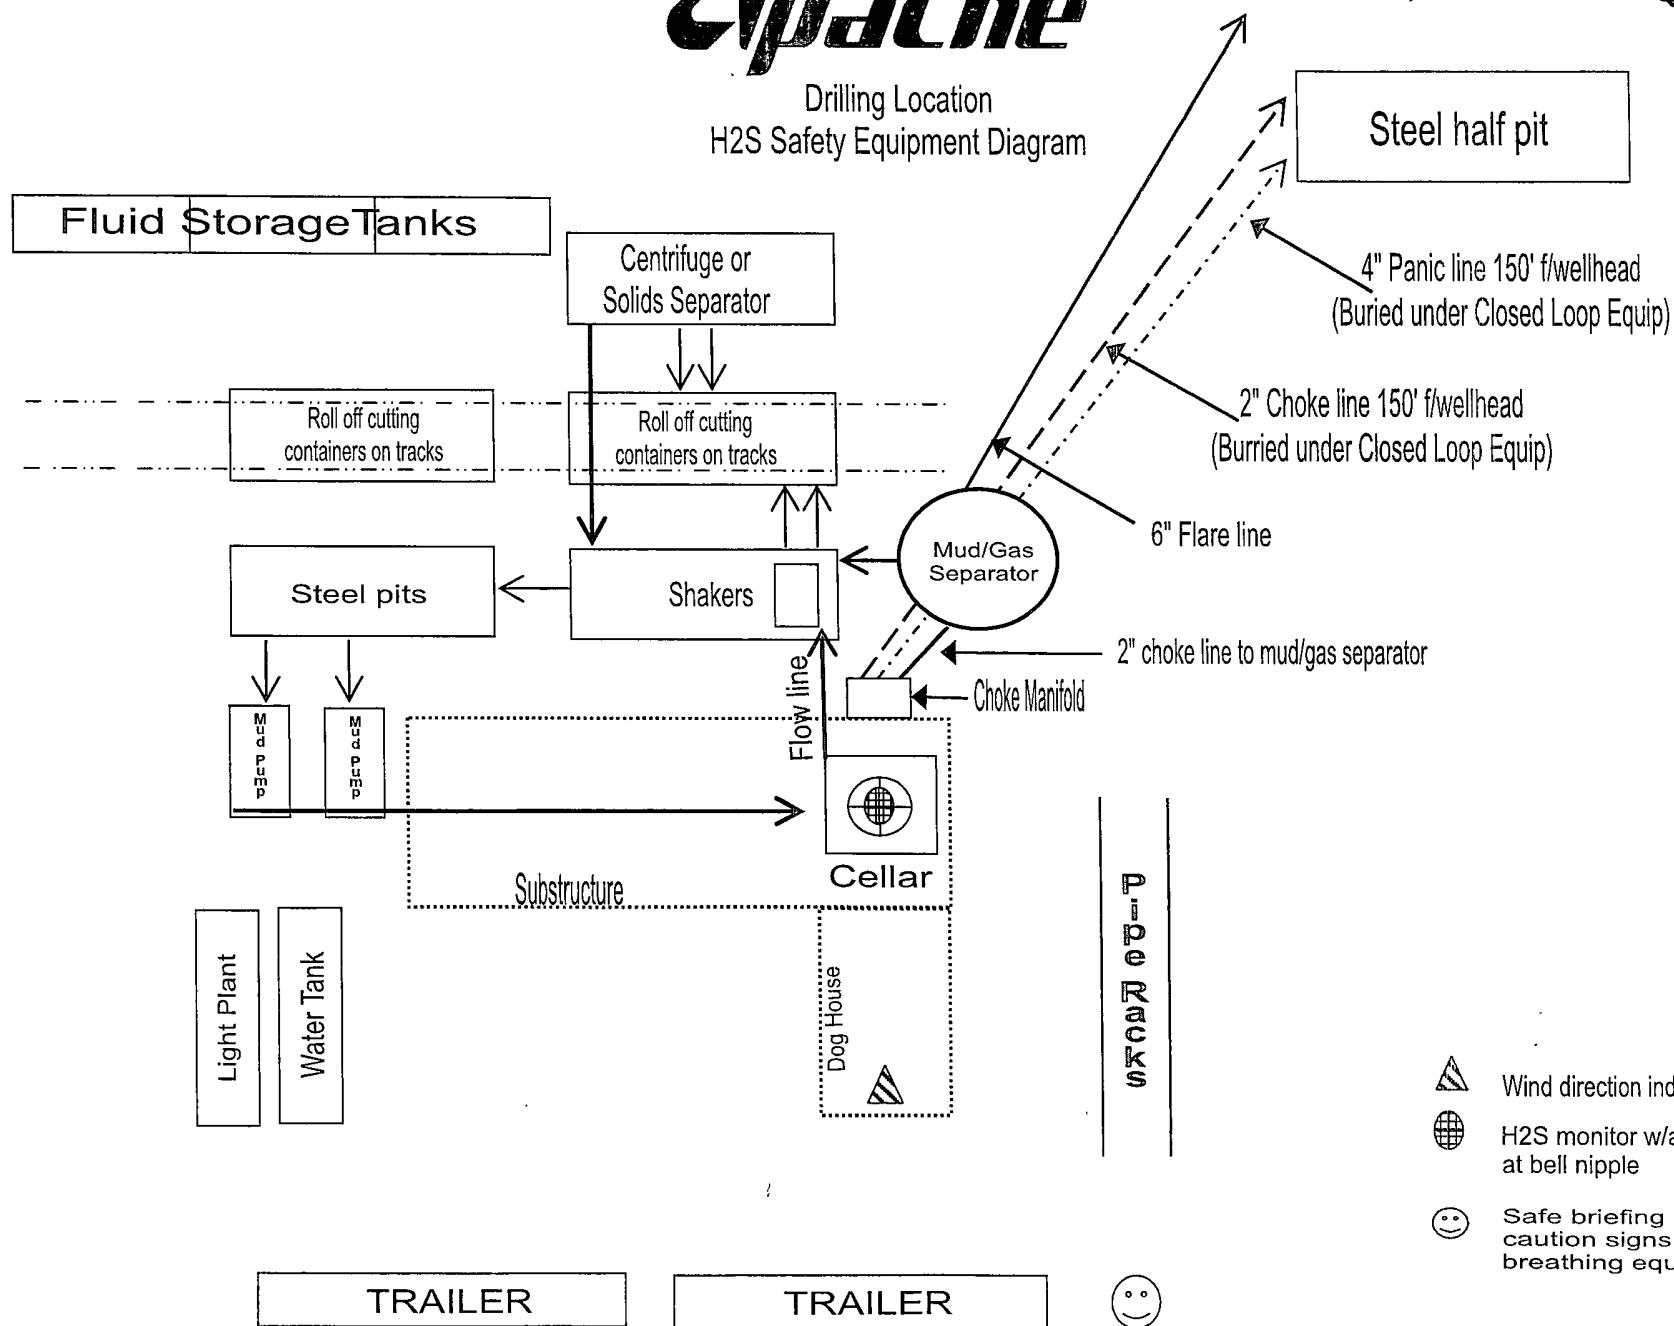 Apache
Drilling Location
H2S Safety Equipment Diagram
Steel half pit
Fluid StorageTanks
Centrifuge or
Solids Separator
4" Panic line 150' f/wellhead
(Buried under Closed Loop Equip)
2" Choke line 150' f/wellhead
(Burried under Closed Loop Equip)
Roll off cutting
containers on tracks
Roll off cutting
containers on tracks
6" Flare line
Mud/Gas
Separator
Steel pits
Shakers
2" choke line to mud/gas separator
Flow line
Choke Manifold
Mud Pump
Mud Pump
Cellar
Substructure
Pipe Racks
Light Plant
Water Tank
Dog House
Wind direction ind
H2S monitor w/a
at bell nipple
Safe briefing
caution signs
breathing equ
TRAILER
TRAILER